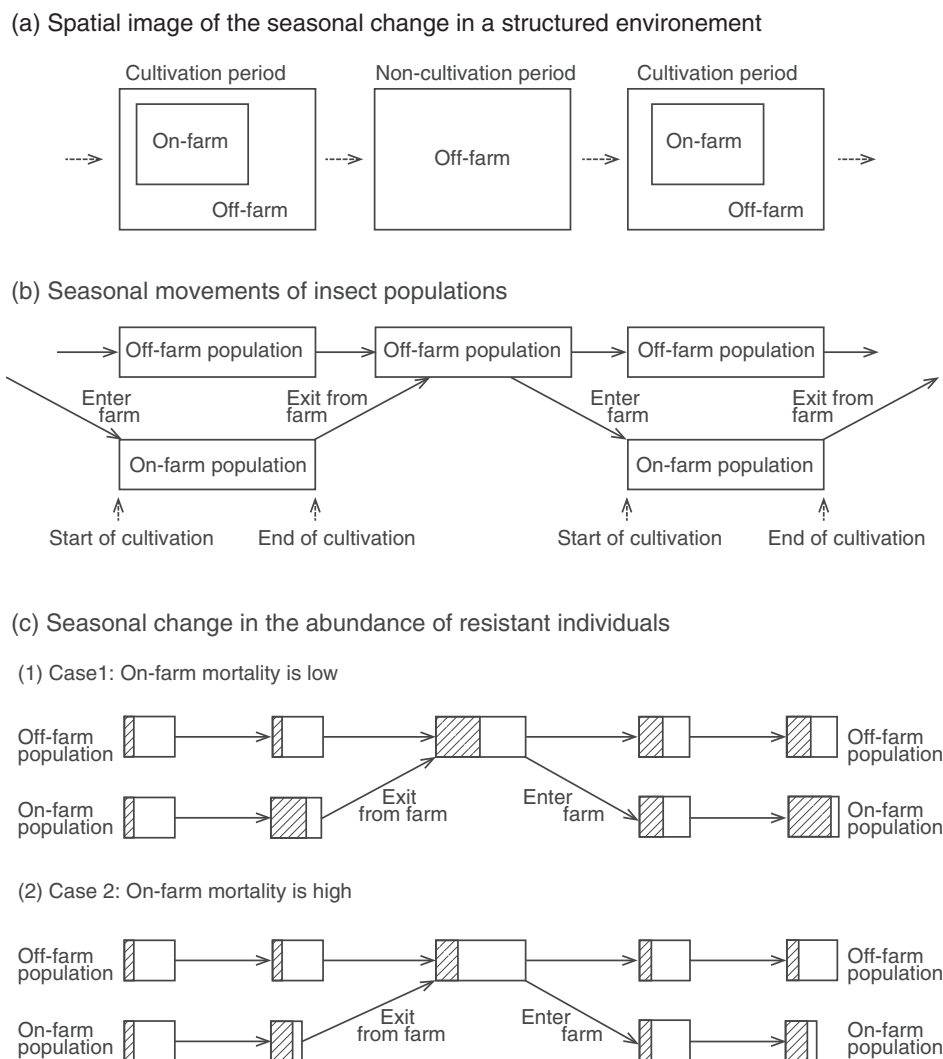 (a) Spatial image of the seasonal change in a structured environement
Cultivation period
Non-cultivation period
Cultivation period
On-farm
Off-farm
Off-farm
On-farm
Off-farm
(b) Seasonal movements of insect populations
Off-farm population
Off-farm population
Off-farm population
Enter
farm
Exit from
farm
Enter
farm
Exit from
farm
On-farm population
On-farm population
Start of cultivation
End of cultivation
Start of cultivation
End of cultivation
(c) Seasonal change in the abundance of resistant individuals
(1) Case1: On-farm mortality is low
Off-farm
population
Off-farm
population
On-farm
population
Exit
from farm
Enter
farm
On-farm
population
(2) Case 2: On-farm mortality is high
Off-farm
population
Off-farm
population
On-farm
population
Exit
from farm
Enter
farm
On-farm
population